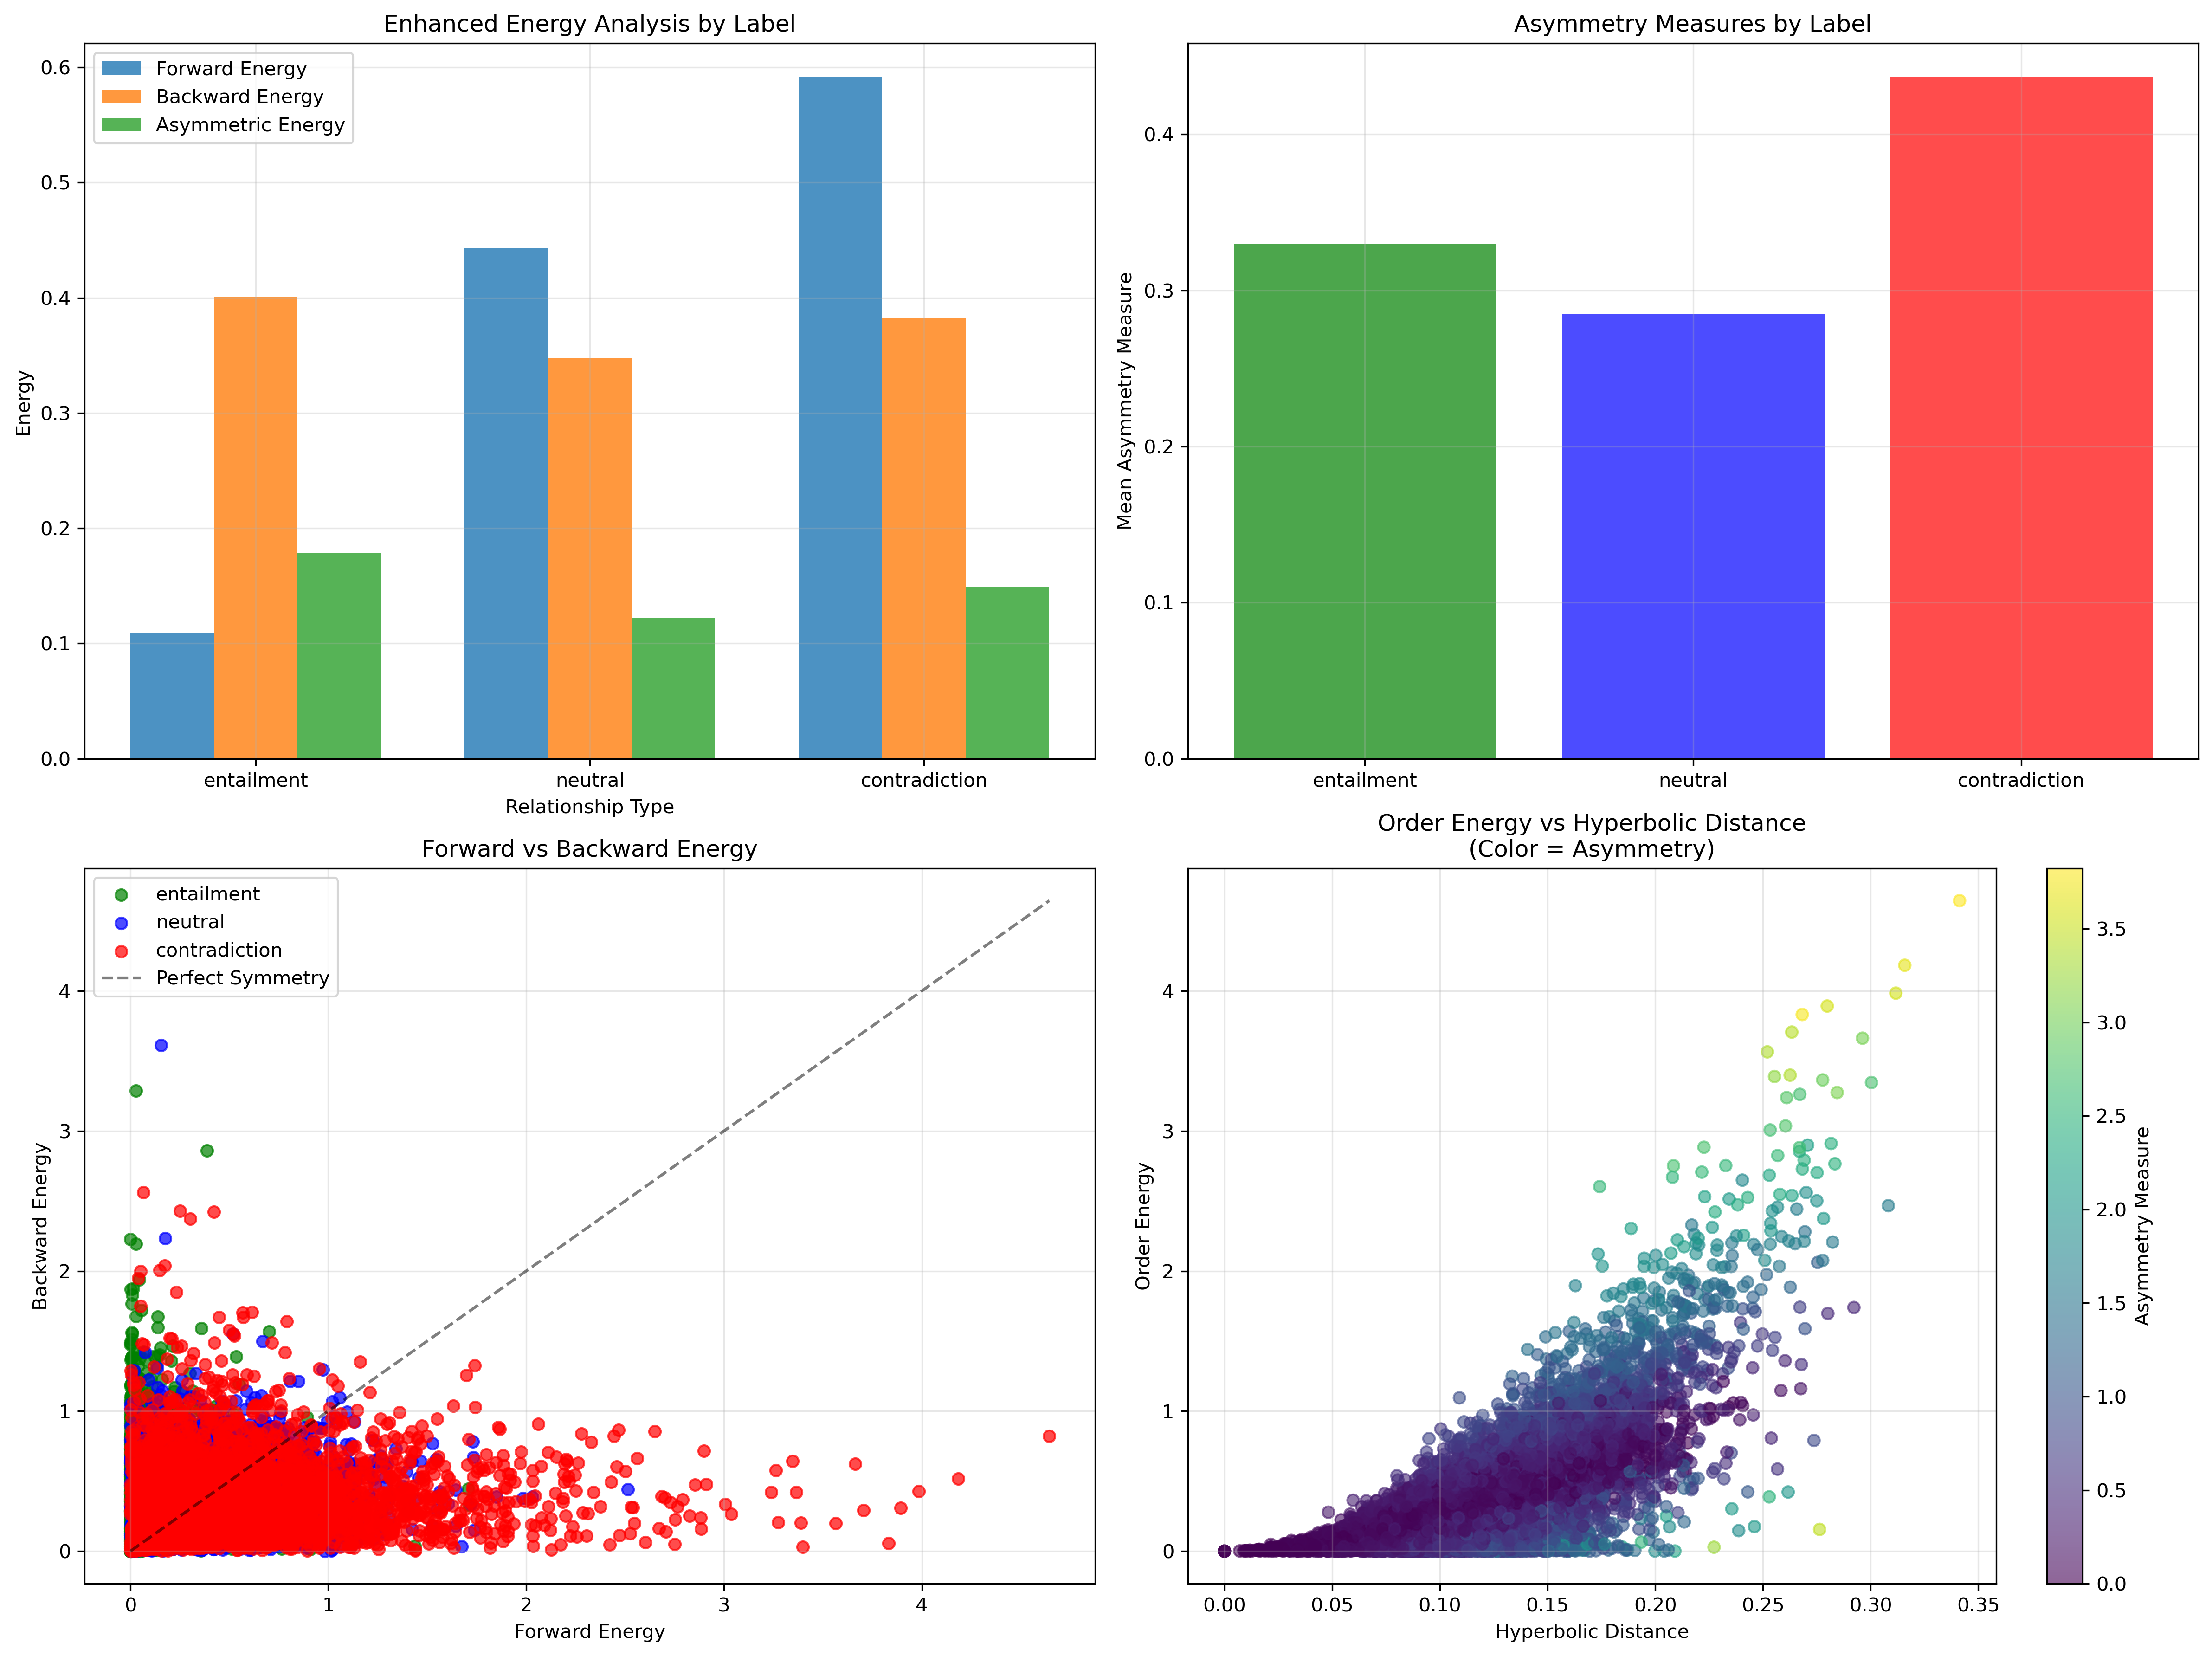 Enhanced Energy Analysis by Label
Forward Energy
Backward Energy
Asymmetric Energy
Energy
0.6
0.5
0.4
0.3
0.2
0.1
0.0
entailment neutral contradiction
Relationship Type
Asymmetry Measures by Label
Mean Asymmetry Measure
0.4
0.3
0.2
0.1
0.0
entailment neutral contradiction
Forward vs Backward Energy
entailment
neutral
contradiction
Perfect Symmetry
Backward Energy
4
3
2
1
0
0 1 2 3 4
Forward Energy
Order Energy vs Hyperbolic Distance
(Color = Asymmetry)
Order Energy
4
3
2
1
0
0.00 0.05 0.10 0.15 0.20 0.25 0.30 0.35
Hyperbolic Distance
3.5
3.0
2.5
2.0
1.5
1.0
0.5
0.0
Asymmetry Measure